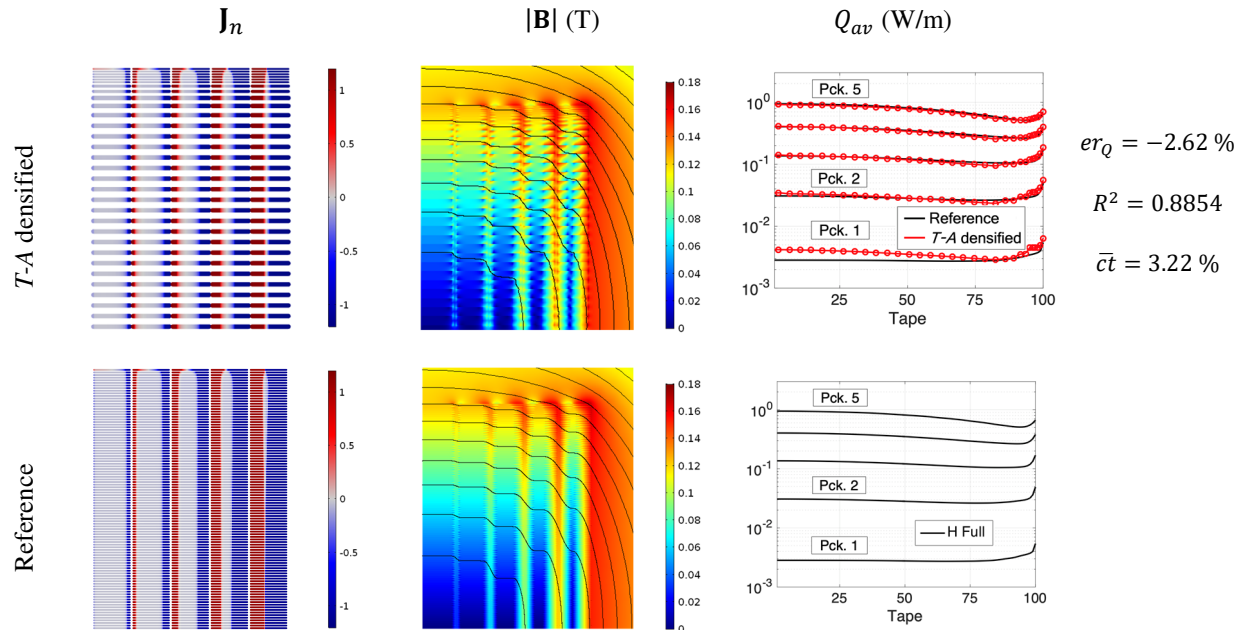 J_n
|B| (T)
Q_{av} (W/m)
T-A densified
1
0.5
0
-0.5
-1
0.18
0.16
0.14
0.12
0.1
0.08
0.06
0.04
0.02
0
10^0
10^{-1}
10^{-2}
10^{-3}
Pck. 5
Pck. 2
Pck. 1
Reference
T-A densified
25
50
75
100
Tape
er_Q = −2.62 %
R^2 = 0.8854
\overline{ct} = 3.22 %
Reference
1
0.5
0
-0.5
-1
0.18
0.16
0.14
0.12
0.1
0.08
0.06
0.04
0.02
0
10^0
10^{-1}
10^{-2}
10^{-3}
Pck. 5
Pck. 2
H Full
Pck. 1
25
50
75
100
Tape